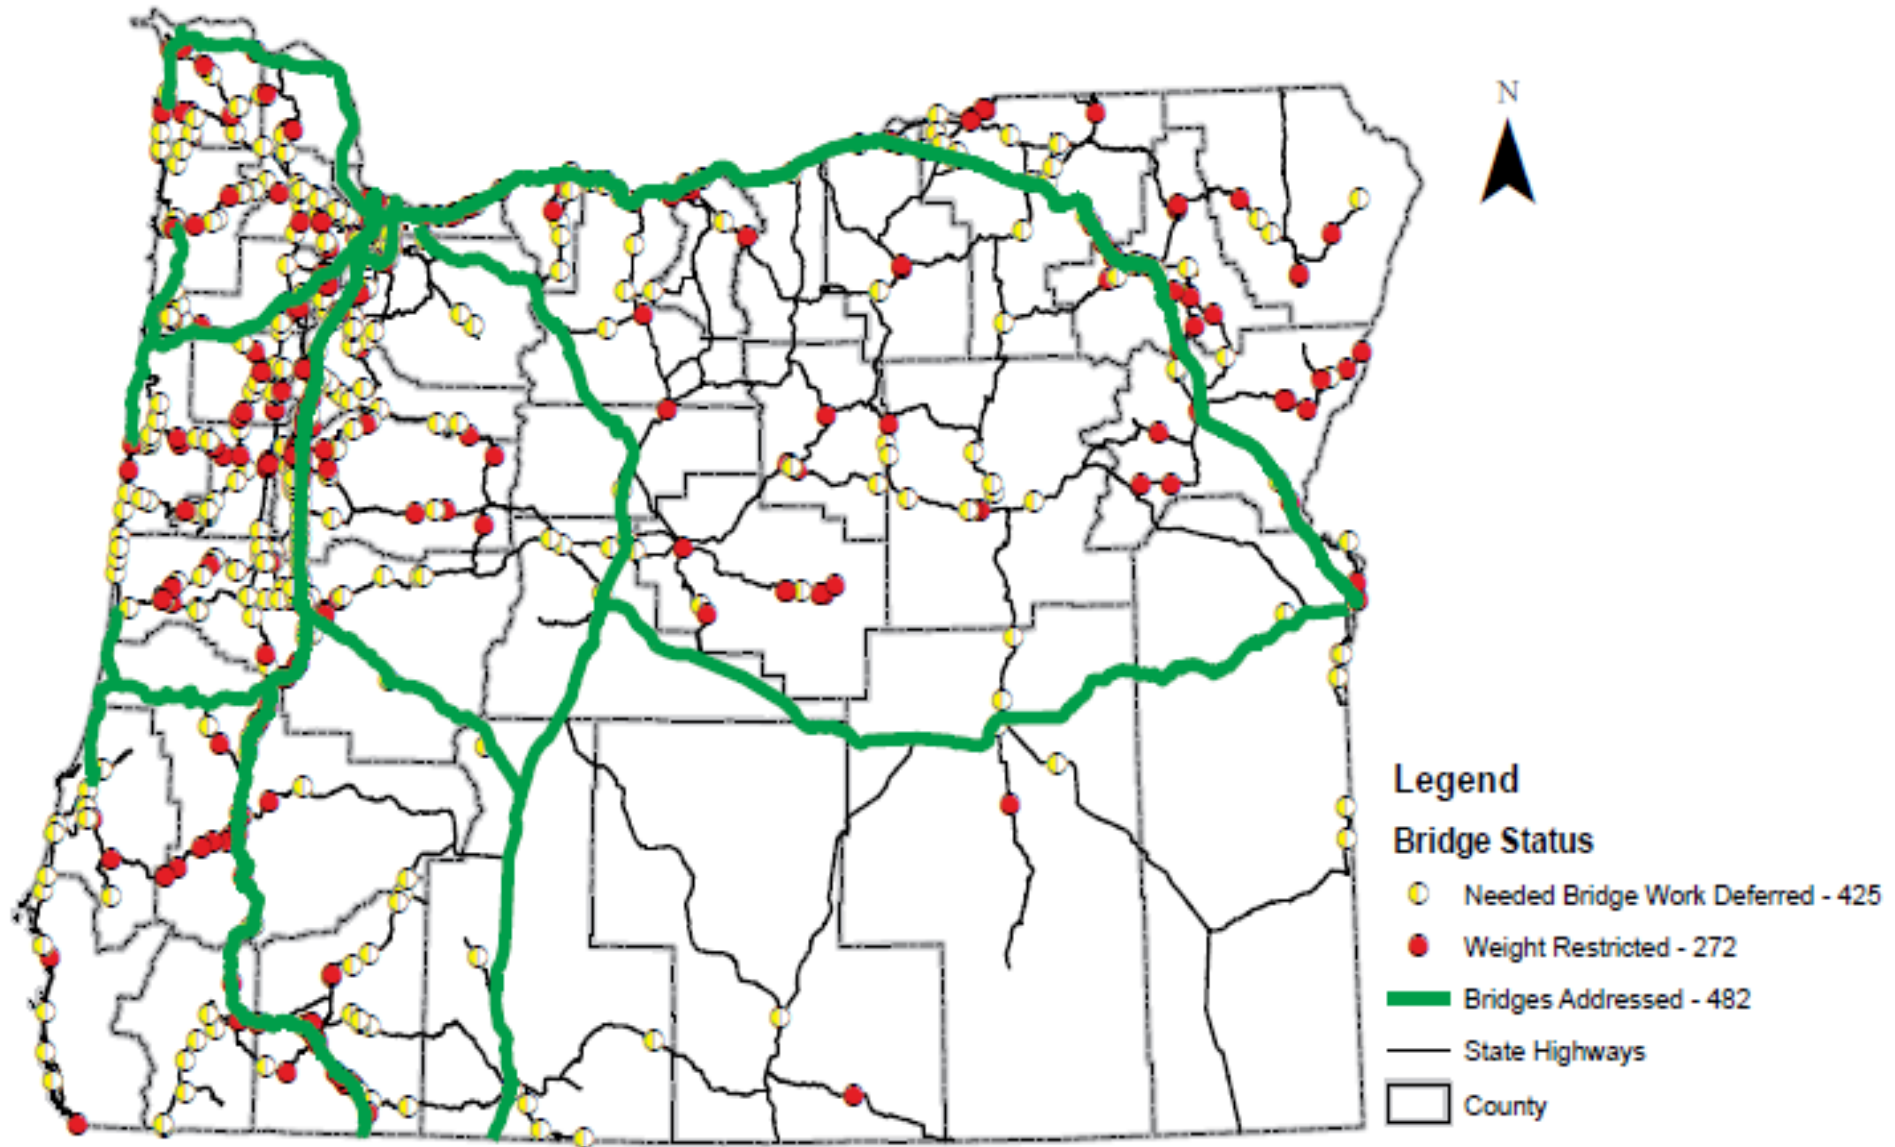 N
Legend
Bridge Status
Needed Bridge Work Deferred - 425
Weight Restricted - 272
Bridges Addressed - 482
State Highways
County